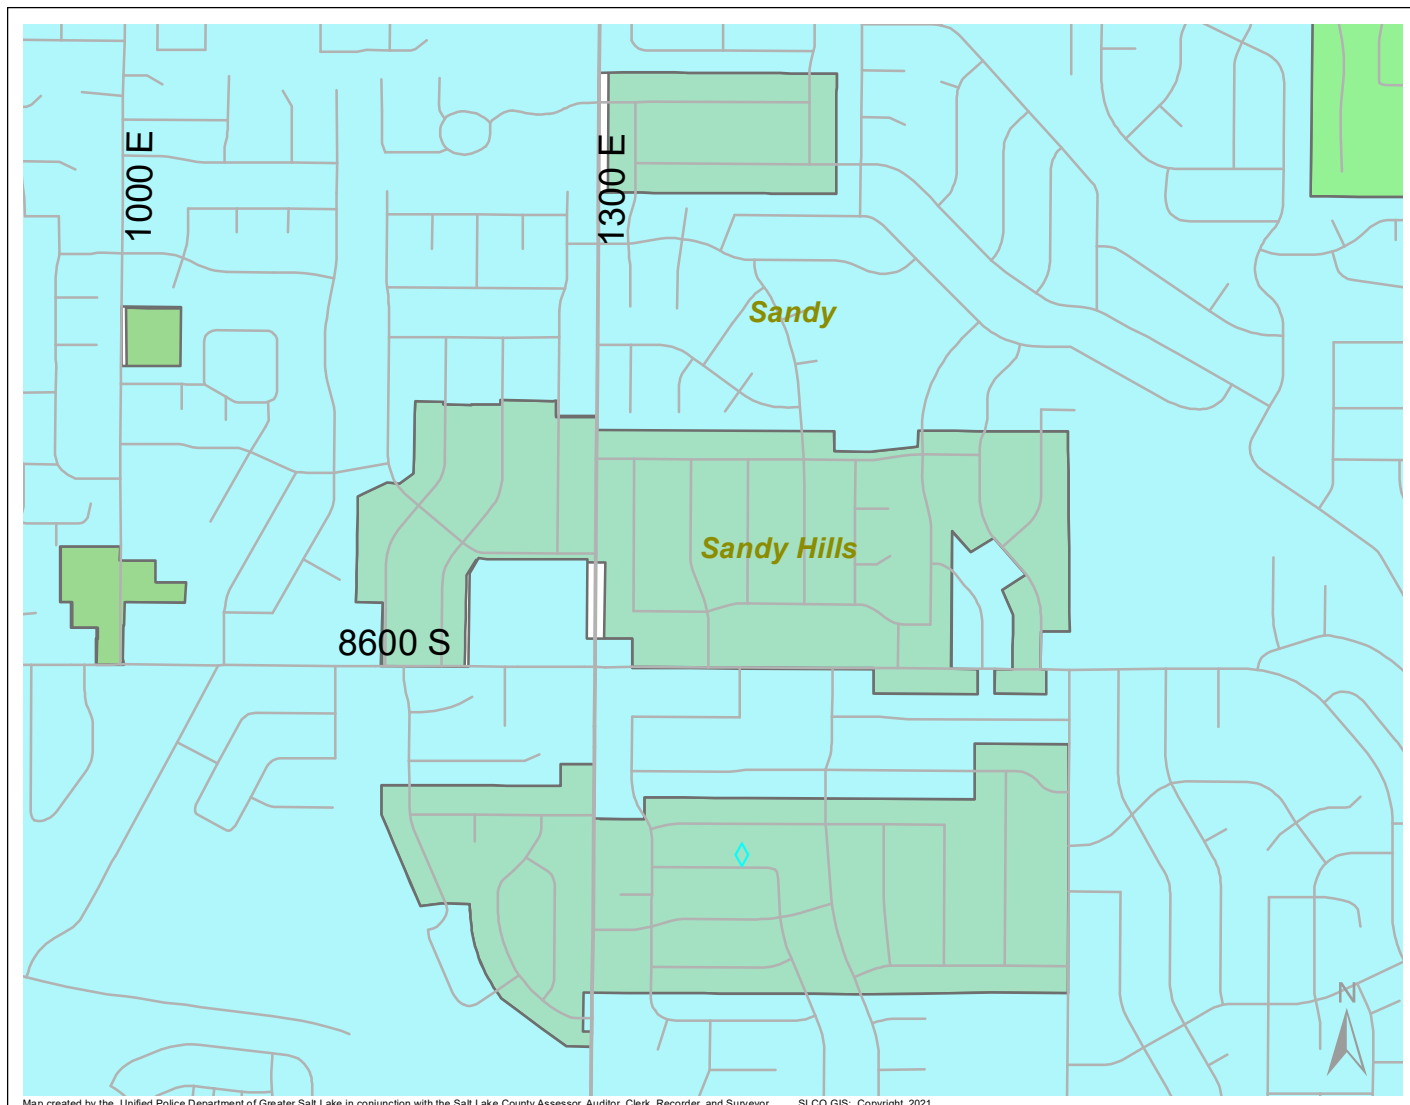 1000 E
1300 E
Sandy
Sandy Hills
8600 S
N
Map created by the Unified Police Department of Greater Salt Lake in conjunction with the Salt Lake County Assessor, Auditor, Clerk, Recorder, and Surveyor. SLCO GIS: Copyright 2021